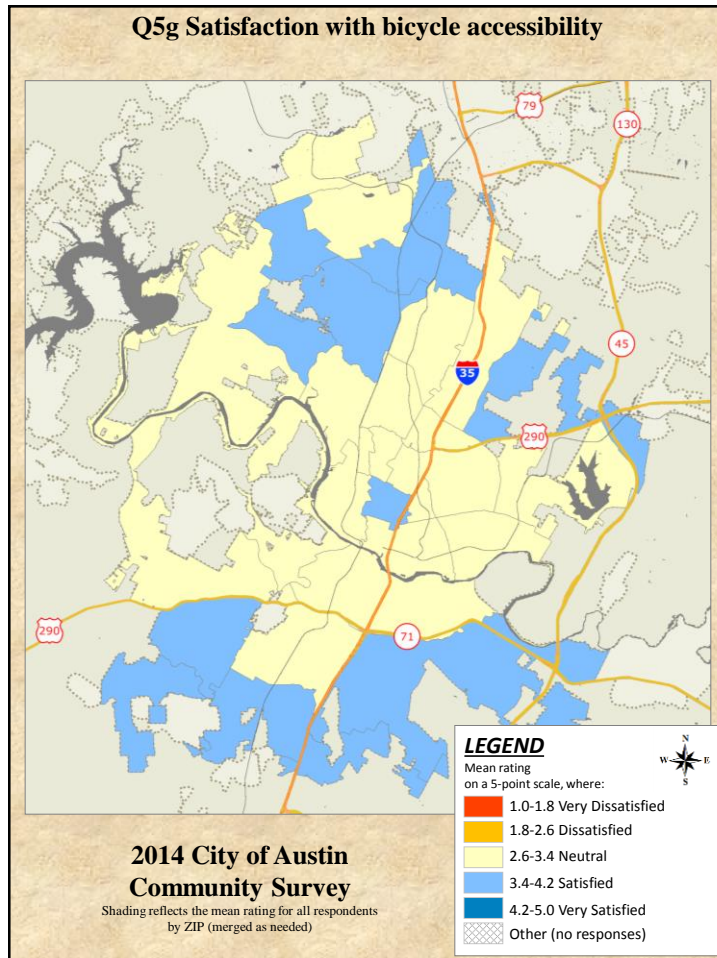 Q5g Satisfaction with bicycle accessibility
79
130
45
35
290
290
71
LEGEND
Mean rating
on a 5-point scale, where:
N
W E
S
1.0-1.8 Very Dissatisfied
1.8-2.6 Dissatisfied
2.6-3.4 Neutral
3.4-4.2 Satisfied
4.2-5.0 Very Satisfied
Other (no responses)
2014 City of Austin
Community Survey
Shading reflects the mean rating for all respondents
by ZIP (merged as needed)